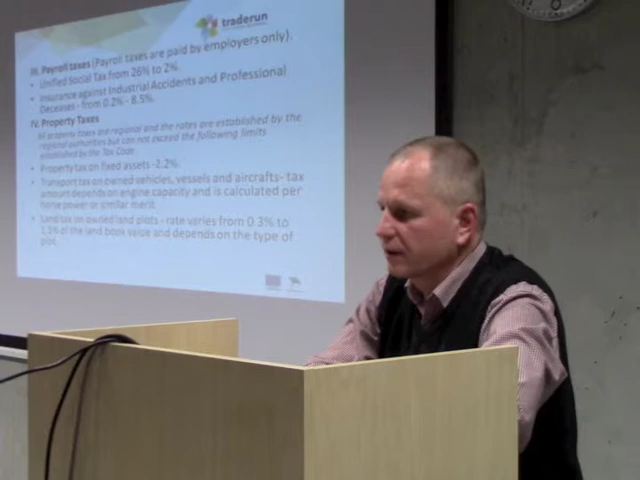 traderun
III. Payroll taxes (Payroll taxes are paid by employers only).
• Unified Social Tax from 26% to 2%.
• Insurance against Industrial Accidents and Professional
Deceases - from 0.2% - 8.5%.
IV. Property Taxes
All property taxes are regional and the rates are established by the
regional authorities but can not exceed the following limits
established by the Tax Code.
• Property tax on fixed assets -2.2%.
• Transport tax on owned vehicles, vessels and aircrafts- tax
amount depends on engine capacity and is calculated per
horse power or similar merit.
• Land tax on owned land plots - rate varies from 0.3% to
1.5% of the land book value and depends on the type of
plot.